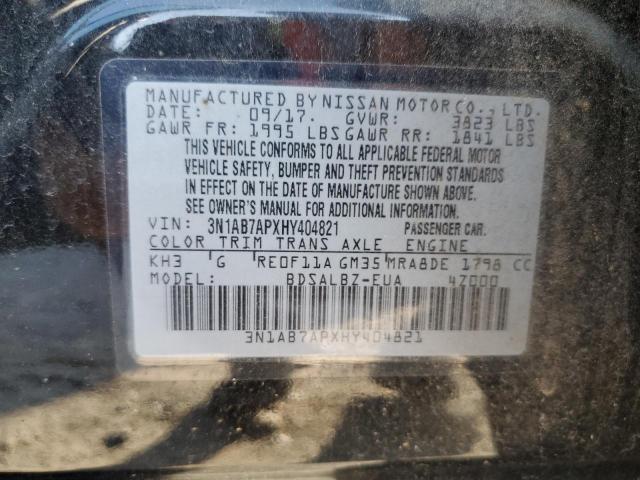 MANUFACTURED BY NISSAN MOTOR CO., LTD.
DATE: 09/17. GVWR: 3823 LBS
GAWR FR: 1995 LBS GAWR RR: 1841 LBS
THIS VEHICLE CONFORMS TO ALL APPLICABLE FEDERAL MOTOR
VEHICLE SAFETY, BUMPER AND THEFT PREVENTION STANDARDS
IN EFFECT ON THE DATE OF MANUFACTURE SHOWN ABOVE.
SEE OWNER'S MANUAL FOR ADDITIONAL INFORMATION.
VIN: 3N1AB7APXHY404821 PASSENGER CAR.
COLOR TRIM TRANS AXLE ENGINE
KH3 G RE0F11A GM35 MRA8DE 1798 CC
MODEL: BDSALBZ-EUA 4Z000
3N1AB7APXHY404821